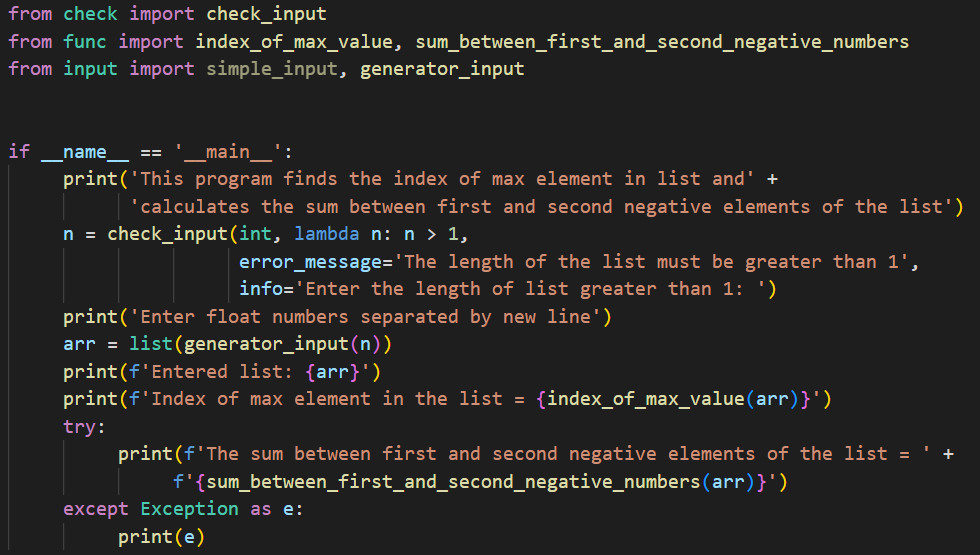 from check import check_input
from func import index_of_max_value, sum_between_first_and_second_negative_numbers
from input import simple_input, generator_input
if __name__ == '__main__':
print('This program finds the index of max element in list and' +
'calculates the sum between first and second negative elements of the list')
n = check_input(int, lambda n: n > 1,
error_message='The length of the list must be greater than 1',
info='Enter the length of list greater than 1: ')
print('Enter float numbers separated by new line')
arr = list(generator_input(n))
print(f'Entered list: {arr}')
print(f'Index of max element in the list = {index_of_max_value(arr)}')
try:
print(f'The sum between first and second negative elements of the list = ' +
f'{sum_between_first_and_second_negative_numbers(arr)}')
except Exception as e:
print(e)